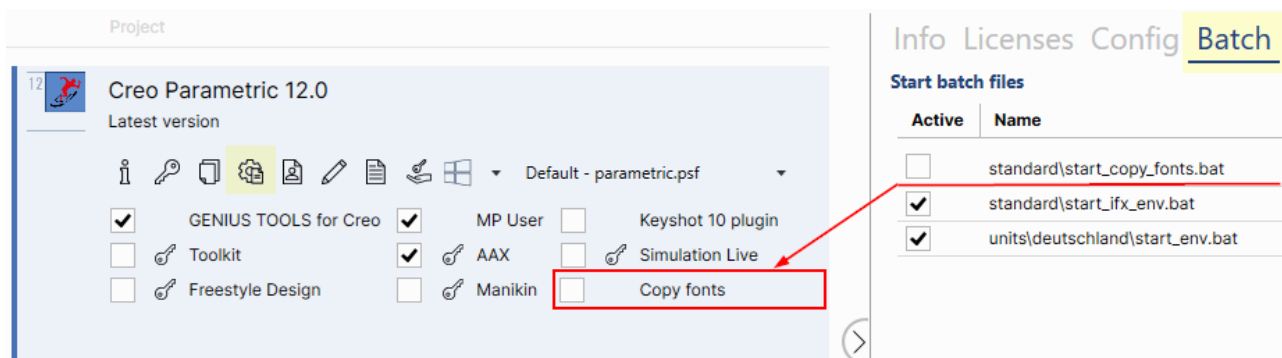 Project
12
Creo Parametric 12.0
Latest version
Default - parametric.psf
GENIUS TOOLS for Creo MP User Keyshot 10 plugin
Toolkit AAX Simulation Live
Freestyle Design Manikin Copy fonts
Info Licenses Config Batch
Start batch files
Active Name
standard\start_copy_fonts.bat
standard\start_ifx_env.bat
units\deutschland\start_env.bat